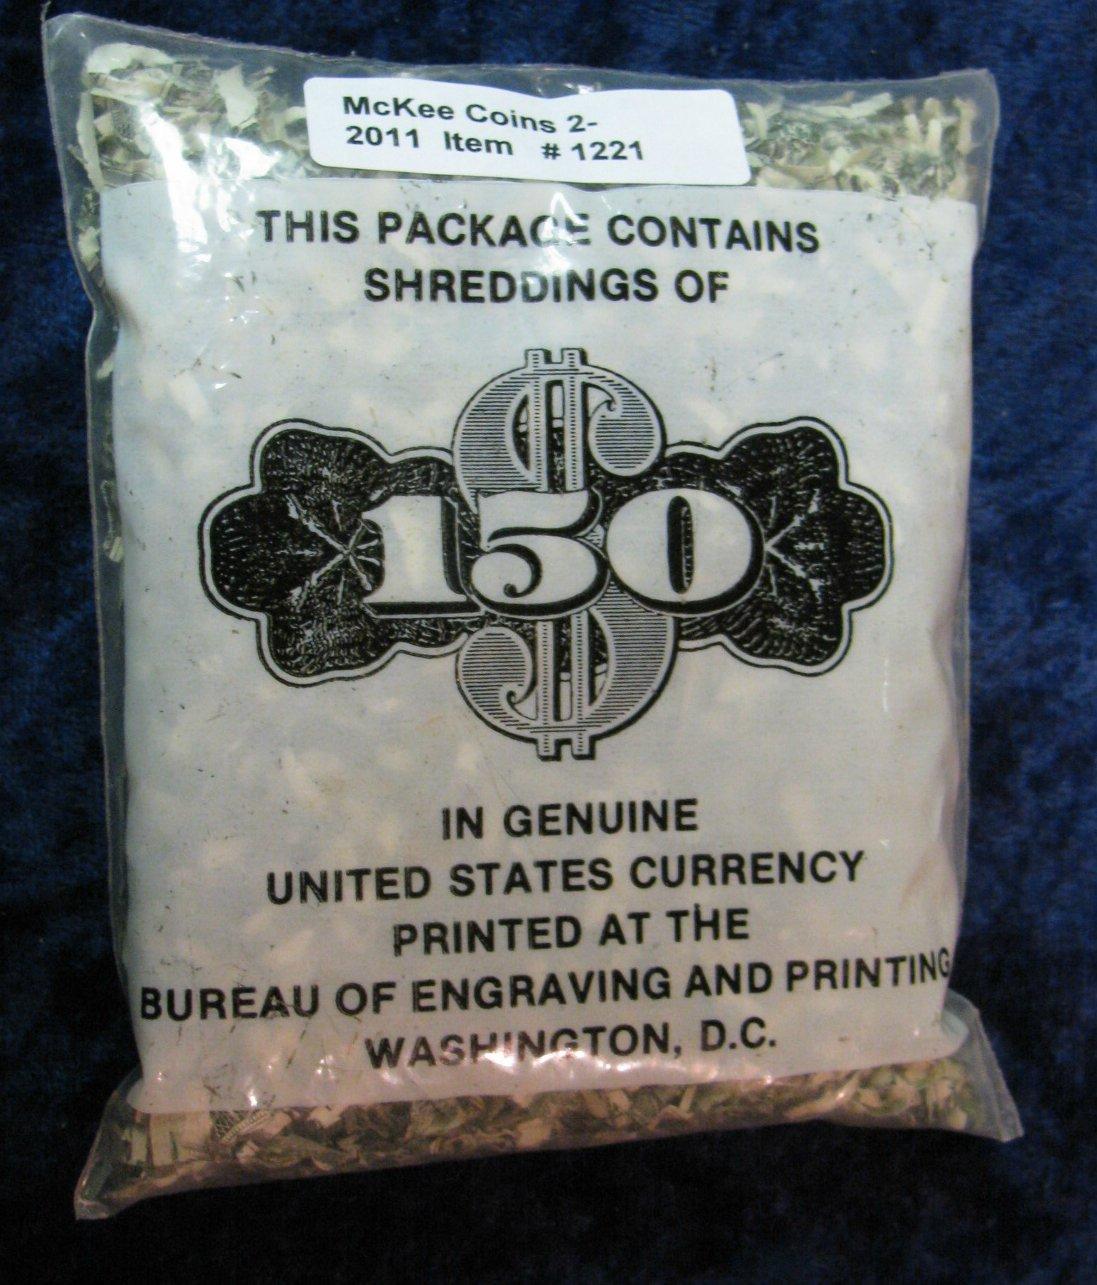 McKee Coins 2-
2011 Item # 1221
THIS PACKAGE CONTAINS
SHREDDINGS OF
$
150
IN GENUINE
UNITED STATES CURRENCY
PRINTED AT THE
BUREAU OF ENGRAVING AND PRINTING
WASHINGTON, D.C.